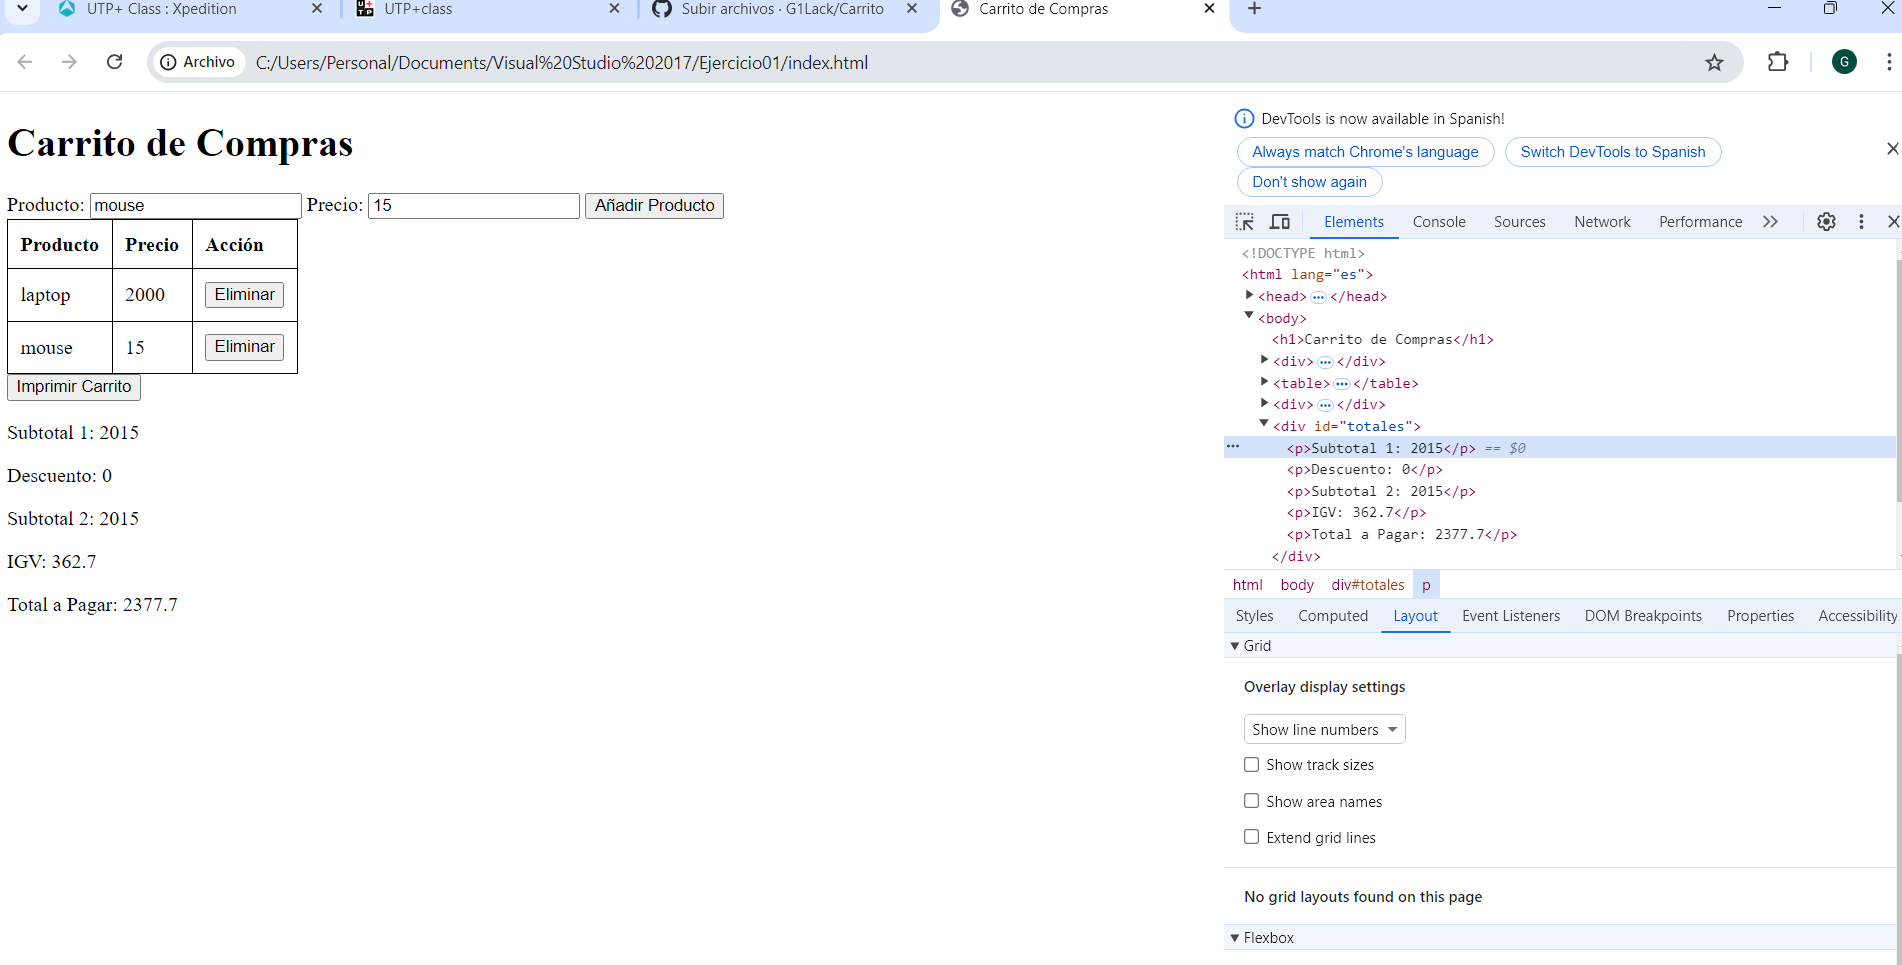 UTP+ Class : Xpedition
UTP+class
Subir archivos · G1Lack/Carrito
Carrito de Compras
Archivo C:/Users/Personal/Documents/Visual%20Studio%202017/Ejercicio01/index.html
G
Carrito de Compras
Producto: mouse Precio: 15 Añadir Producto
Producto Precio Acción
laptop 2000 Eliminar
mouse 15 Eliminar
Imprimir Carrito
Subtotal 1: 2015
Descuento: 0
Subtotal 2: 2015
IGV: 362.7
Total a Pagar: 2377.7
DevTools is now available in Spanish!
Always match Chrome's language Switch DevTools to Spanish
Don't show again
Elements Console Sources Network Performance
<!DOCTYPE html>
<html lang="es">
<head>…</head>
<body>
<h1>Carrito de Compras</h1>
<div>…</div>
<table>…</table>
<div>…</div>
<div id="totales">
<p>Subtotal 1: 2015</p> == $0
<p>Descuento: 0</p>
<p>Subtotal 2: 2015</p>
<p>IGV: 362.7</p>
<p>Total a Pagar: 2377.7</p>
</div>
html body div#totales p
Styles Computed Layout Event Listeners DOM Breakpoints Properties Accessibility
Grid
Overlay display settings
Show line numbers
Show track sizes
Show area names
Extend grid lines
No grid layouts found on this page
Flexbox